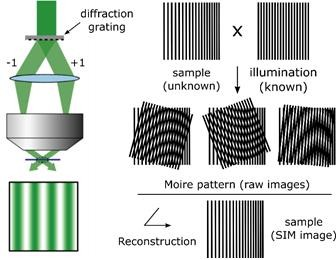 diffraction
grating
-1
+1
X
sample
(unknown)
illumination
(known)
Moire pattern (raw images)
Reconstruction
sample
(SIM image)